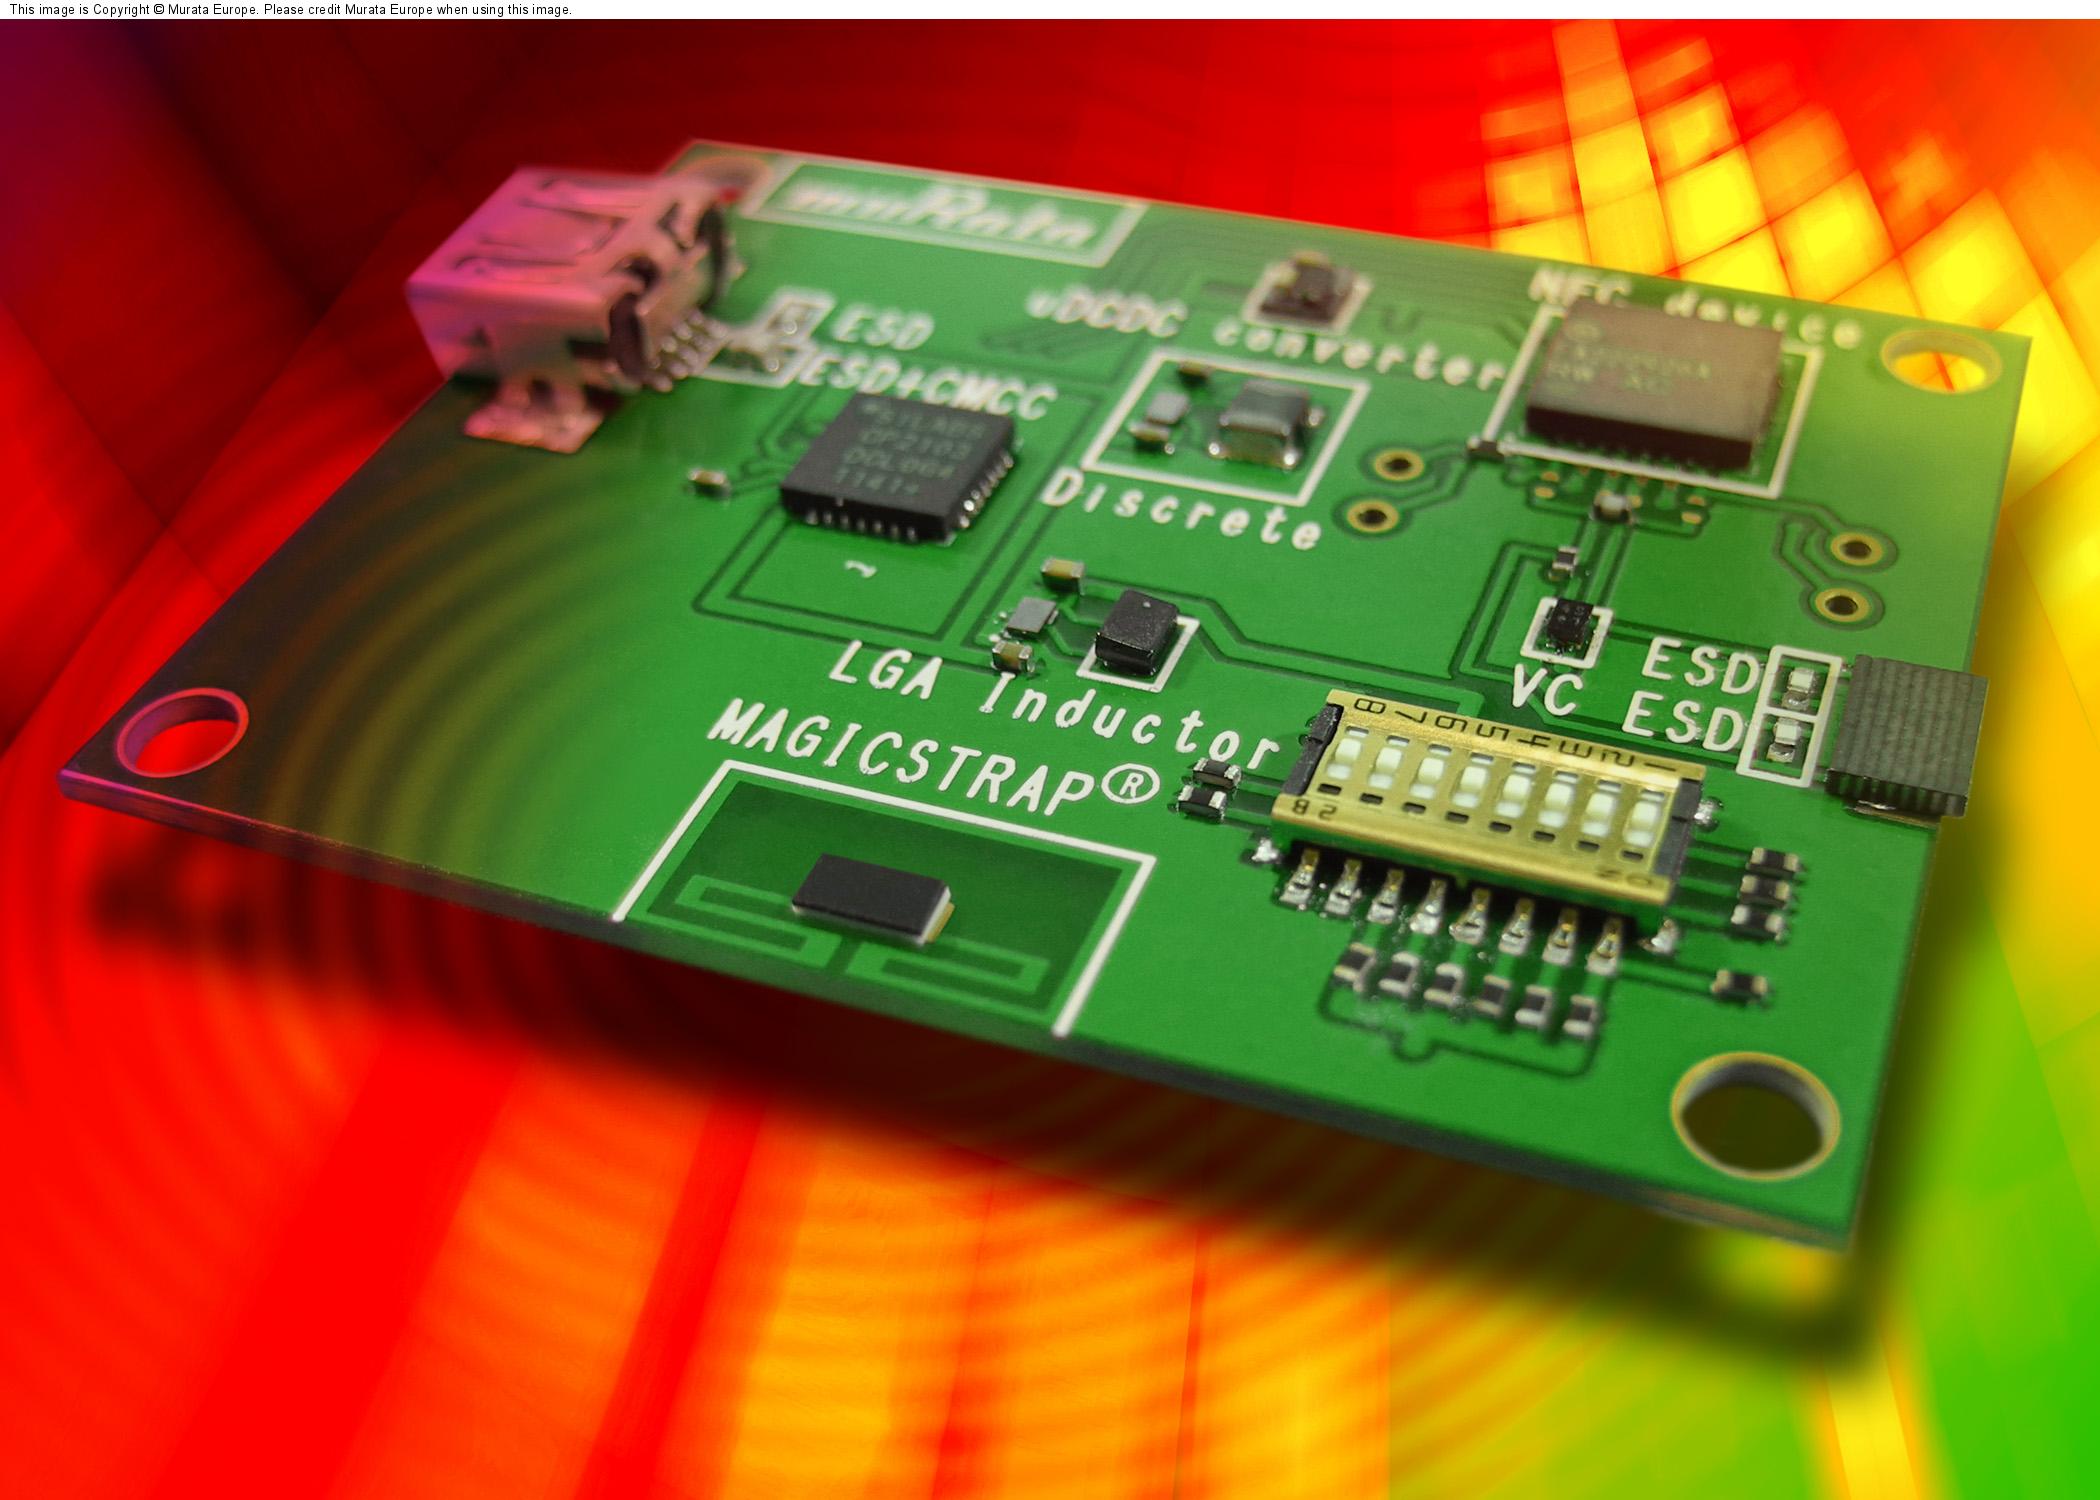 This image is Copyright © Murata Europe. Please credit Murata Europe when using this image.
muRata
NFC device
uDCDC converter
ESD
ESD+CMCC
SILABS
CP2103
DCL00A
1141+
Discrete
LGA Inductor
VC
ESD
ESD
MAGICSTRAP®
8 7 6 5 4 3 2 1